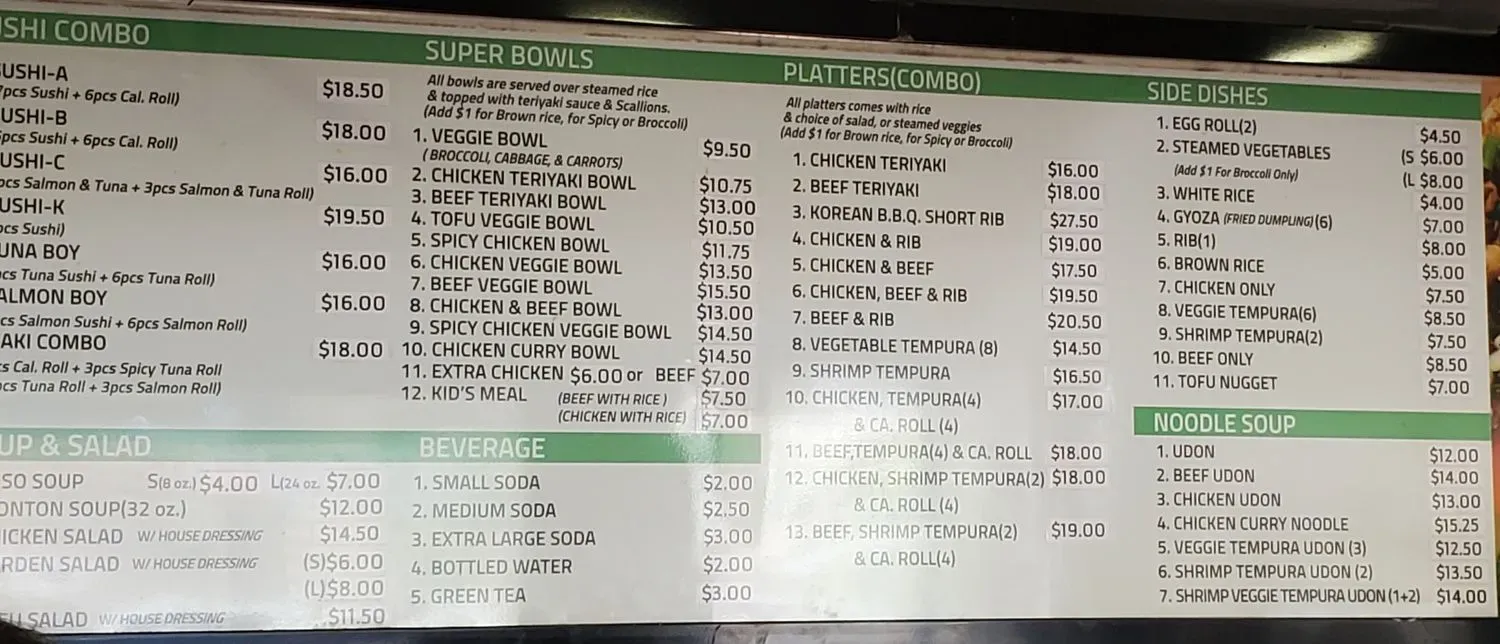 SHI COMBO
USHI-A $18.50
7pcs Sushi + 6pcs Cal. Roll)
USHI-B $18.00
pcs Sushi + 6pcs Cal. Roll)
USHI-C $16.00
pcs Salmon & Tuna + 3pcs Salmon & Tuna Roll)
USHI-K $19.50
pcs Sushi)
UNA BOY $16.00
cs Tuna Sushi + 6pcs Tuna Roll)
ALMON BOY $16.00
cs Salmon Sushi + 6pcs Salmon Roll)
AKI COMBO $18.00
s Cal. Roll + 3pcs Spicy Tuna Roll
cs Tuna Roll + 3pcs Salmon Roll)
UP & SALAD
SO SOUP S(8 oz.) $4.00 L(24 oz. $7.00
ONTON SOUP(32 oz.) $12.00
ICKEN SALAD W/ HOUSE DRESSING $14.50
RDEN SALAD W/ HOUSE DRESSING (S)$6.00
(L)$8.00
SALAD W/ HOUSE DRESSING $11.50
SUPER BOWLS
All bowls are served over steamed rice
& topped with teriyaki sauce & Scallions.
(Add $1 for Brown rice, for Spicy or Broccoli)
1. VEGGIE BOWL $9.50
(BROCCOLI, CABBAGE, & CARROTS)
2. CHICKEN TERIYAKI BOWL $10.75
3. BEEF TERIYAKI BOWL $13.00
4. TOFU VEGGIE BOWL $10.50
5. SPICY CHICKEN BOWL $11.75
6. CHICKEN VEGGIE BOWL $13.50
7. BEEF VEGGIE BOWL $15.50
8. CHICKEN & BEEF BOWL $13.00
9. SPICY CHICKEN VEGGIE BOWL $14.50
10. CHICKEN CURRY BOWL $14.50
11. EXTRA CHICKEN $6.00 or BEEF $7.00
12. KID'S MEAL (BEEF WITH RICE) $7.50
(CHICKEN WITH RICE) $7.00
BEVERAGE
1. SMALL SODA $2.00
2. MEDIUM SODA $2.50
3. EXTRA LARGE SODA $3.00
4. BOTTLED WATER $2.00
5. GREEN TEA $3.00
PLATTERS(COMBO)
All platters comes with rice
& choice of salad, or steamed veggies
(Add $1 for Brown rice, for Spicy or Broccoli)
1. CHICKEN TERIYAKI $16.00
2. BEEF TERIYAKI $18.00
3. KOREAN B.B.Q. SHORT RIB $27.50
4. CHICKEN & RIB $19.00
5. CHICKEN & BEEF $17.50
6. CHICKEN, BEEF & RIB $19.50
7. BEEF & RIB $20.50
8. VEGETABLE TEMPURA (8) $14.50
9. SHRIMP TEMPURA $16.50
10. CHICKEN, TEMPURA(4) $17.00
& CA. ROLL (4)
11. BEEF,TEMPURA(4) & CA. ROLL $18.00
12. CHICKEN, SHRIMP TEMPURA(2) $18.00
& CA. ROLL (4)
13. BEEF, SHRIMP TEMPURA(2) $19.00
& CA. ROLL(4)
SIDE DISHES
1. EGG ROLL(2) $4.50
2. STEAMED VEGETABLES (S $6.00
(Add $1 For Broccoli Only) (L $8.00
3. WHITE RICE $4.00
4. GYOZA (FRIED DUMPLING)(6) $7.00
5. RIB(1) $8.00
6. BROWN RICE $5.00
7. CHICKEN ONLY $7.50
8. VEGGIE TEMPURA(6) $8.50
9. SHRIMP TEMPURA(2) $7.50
10. BEEF ONLY $8.50
11. TOFU NUGGET $7.00
NOODLE SOUP
1. UDON $12.00
2. BEEF UDON $14.00
3. CHICKEN UDON $13.00
4. CHICKEN CURRY NOODLE $15.25
5. VEGGIE TEMPURA UDON (3) $12.50
6. SHRIMP TEMPURA UDON (2) $13.50
7. SHRIMP VEGGIE TEMPURA UDON (1+2) $14.00